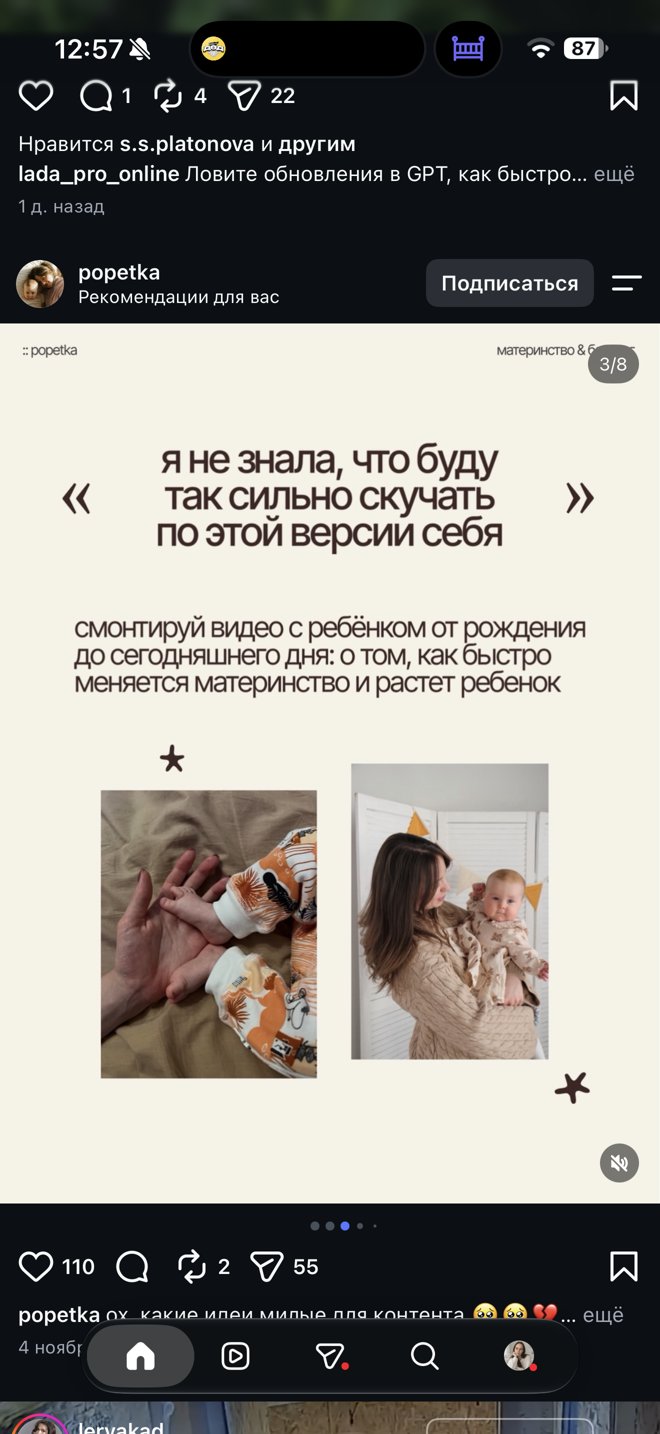 12:57
87
1
4
22
Нравится s.s.platonova и другим
lada_pro_online Ловите обновления в GPT, как быстро... ещё
1 д. назад
popetka
Рекомендации для вас
Подписаться
:: popetka
материнство &
3/8
« я не знала, что буду »
так сильно скучать
по этой версии себя
смонтируй видео с ребёнком от рождения
до сегодняшнего дня: о том, как быстро
меняется материнство и растет ребенок
110
2
55
popetka ох, какие идеи милые для контента 🥺🥺💔... ещё
4
lervakad